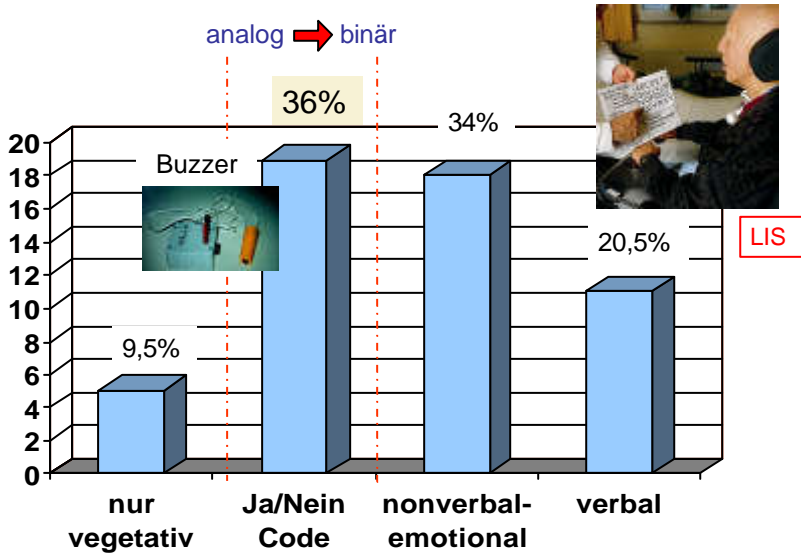 analog binär
36%
34%
Buzzer
20,5%
LIS
9,5%
20
18
16
14
12
10
8
6
4
2
0
nur
vegetativ
Ja/Nein
Code
nonverbal-
emotional
verbal